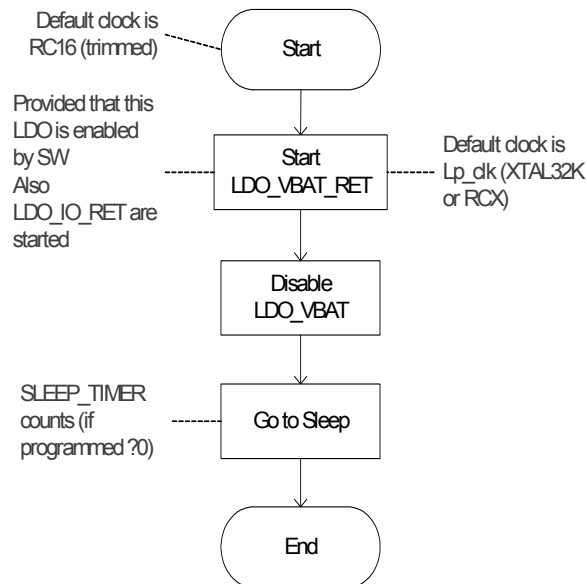 Default clock is
RC16 (trimmed)
Start
Provided that this
LDO is enabled
by SW
Also
LDO_IO_RET are
started
Start
LDO_VBAT_RET
Default clock is
Lp_clk (XTAL32K
or RCX)
Disable
LDO_VBAT
SLEEP_TIMER
counts (if
programmed ?0)
Go to Sleep
End